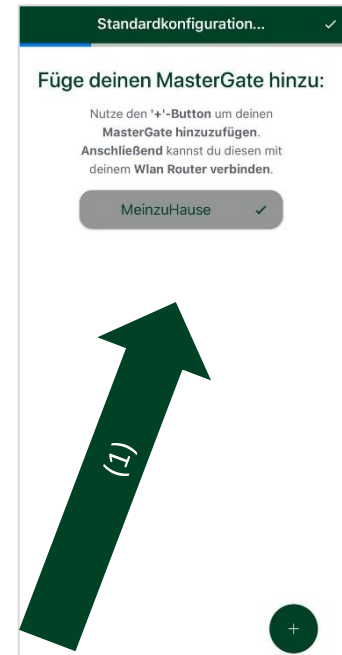 Standardkonfiguration...
Füge deinen MasterGate hinzu:
Nutze den '+'-Button um deinen
MasterGate hinzuzufügen.
Anschließend kannst du diesen mit
deinem Wlan Router verbinden.
MeinzuHause
(1)
+